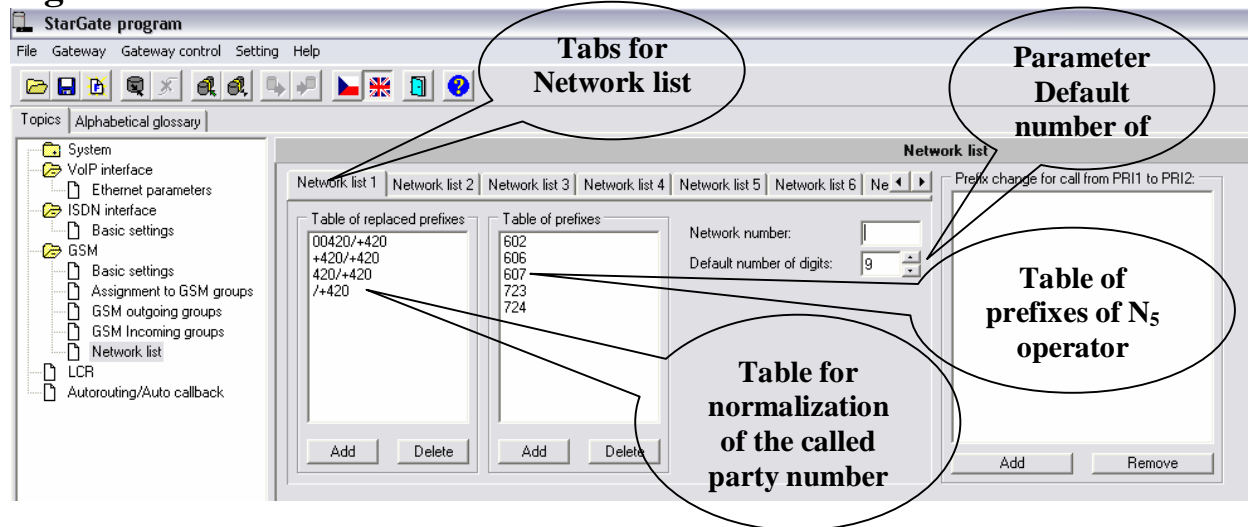 StarGate program
File Gateway Gateway control Setting Help
Topics
Alphabetical glossary
System
VoIP interface
Ethernet parameters
ISDN interface
Basic settings
GSM
Basic settings
Assignment to GSM groups
GSM outgoing groups
GSM Incoming groups
Network list
LCR
Autorouting/Auto callback
Tabs for
Network list
Parameter
Default
number of
Network list
Network list 1
Network list 2
Network list 3
Network list 4
Network list 5
Network list 6
Ne
Table of replaced prefixes
00420/+420
+420/+420
420/+420
/+420
Add
Delete
Table of prefixes
602
606
607
723
724
Add
Delete
Network number:
Default number of digits:
9
Prefix change for call from PRI1 to PRI2:
Add
Remove
Table of
prefixes of N₅
operator
Table for
normalization
of the called
party number